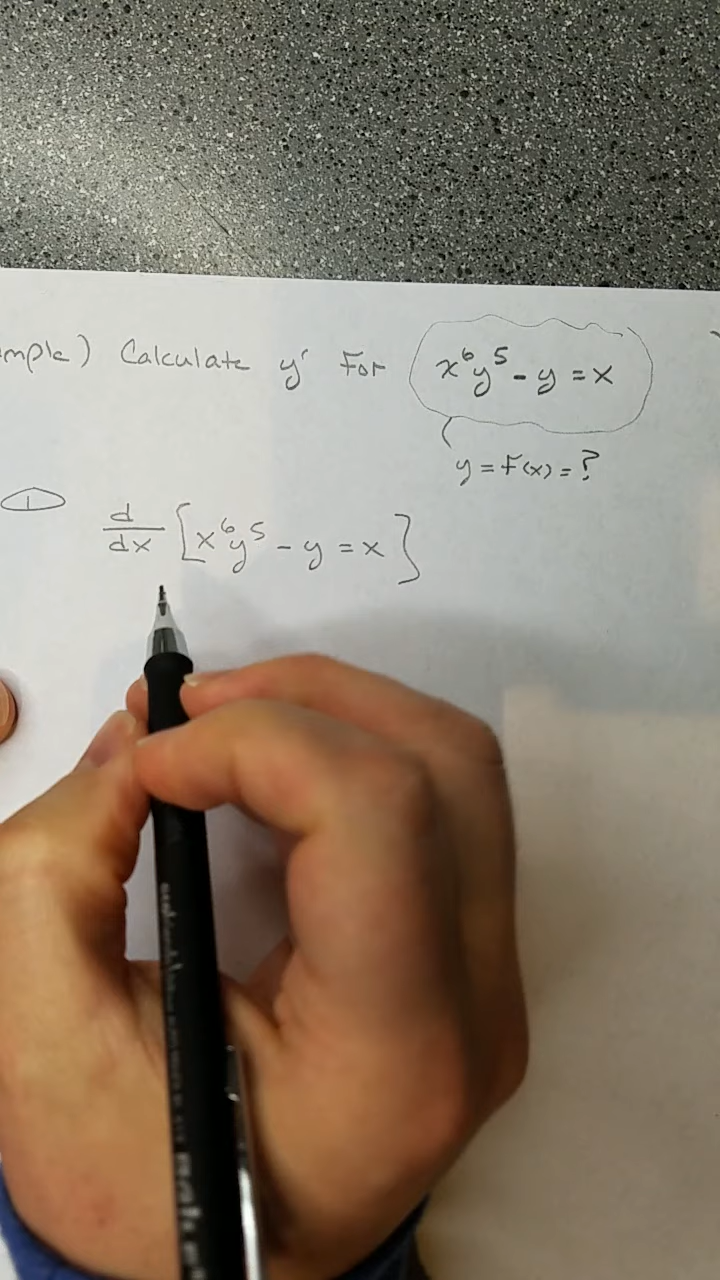 mple) Calculate y' For x⁶y⁵ - y = x
y = F(x) = ?
① d/dx [x⁶y⁵ - y = x]